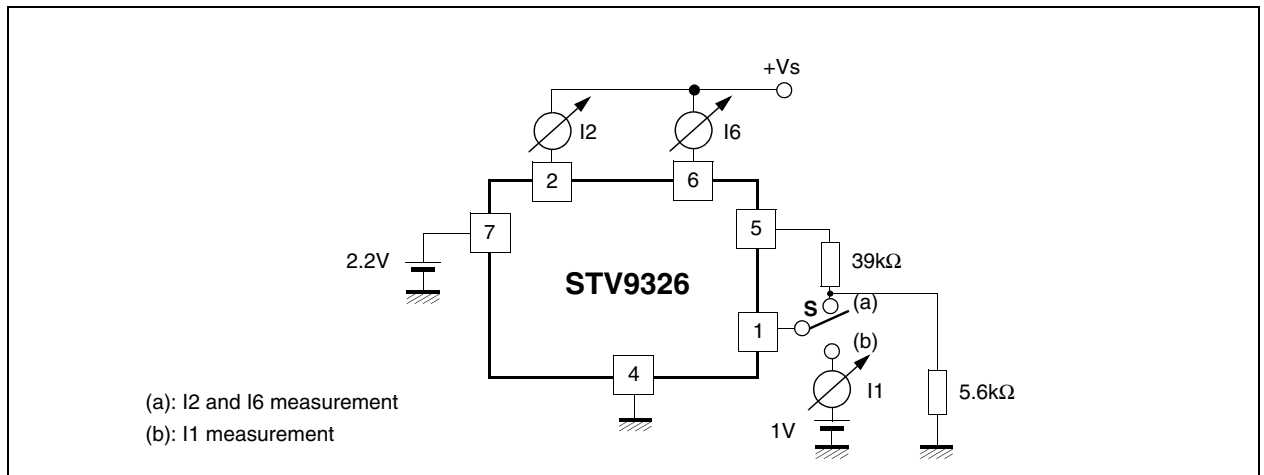 +Vs
I2
I6
2
6
7
5
2.2V
39kΩ
STV9326
S
(a)
1
(b)
4
I1
5.6kΩ
(a): I2 and I6 measurement
1V
(b): I1 measurement